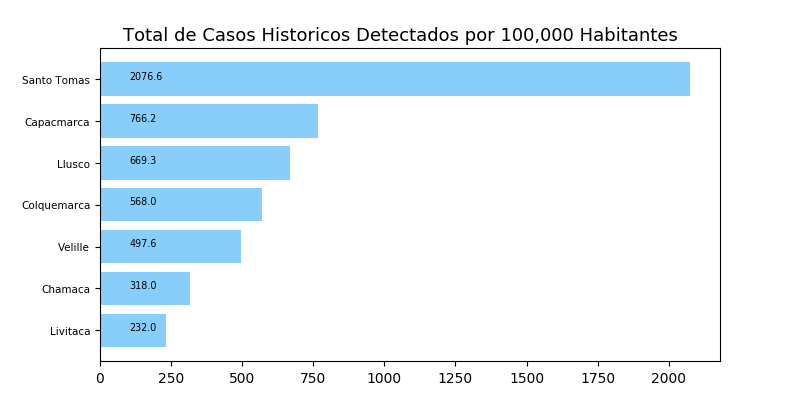 Total de Casos Historicos Detectados por 100,000 Habitantes
Santo Tomas 2076.6
Capacmarca 766.2
Llusco 669.3
Colquemarca 568.0
Velille 497.6
Chamaca 318.0
Livitaca 232.0
0 250 500 750 1000 1250 1500 1750 2000